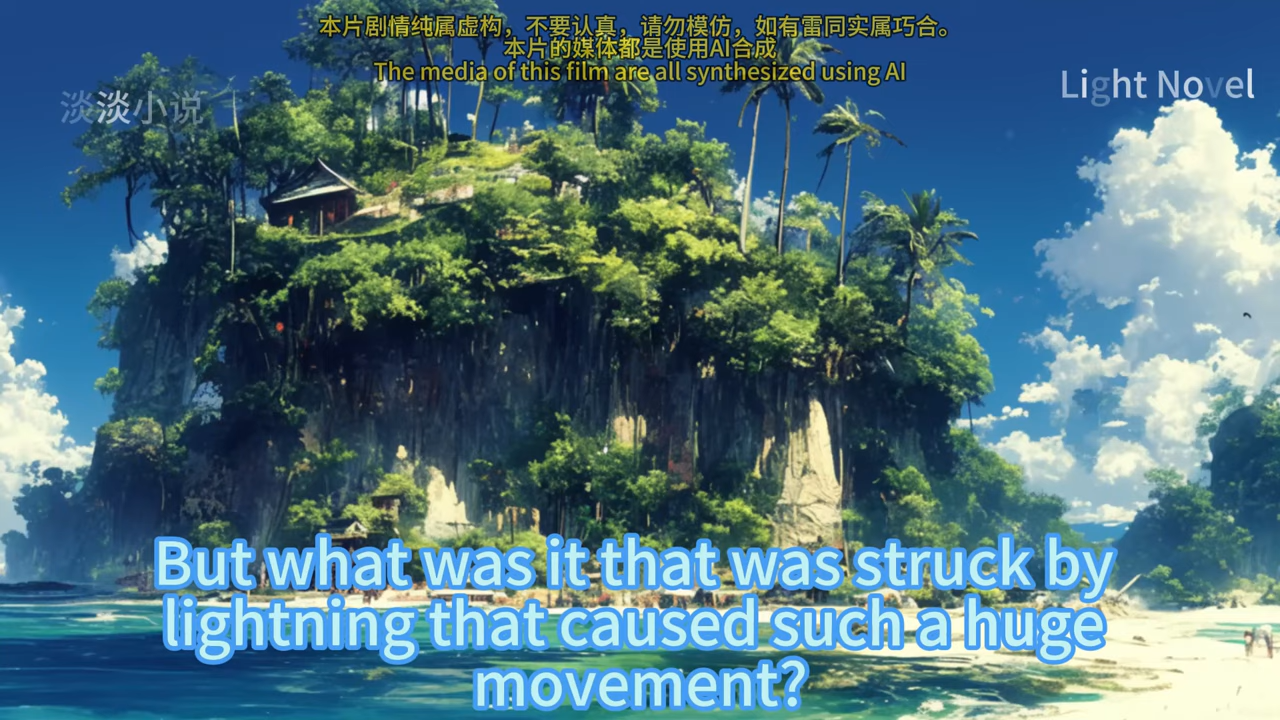 本片剧情纯属虚构，不要认真，请勿模仿，如有雷同实属巧合。
本片的媒体都是使用AI合成
The media of this film are all synthesized using AI
淡淡小说
Light Novel
But what was it that was struck by
lightning that caused such a huge
movement?